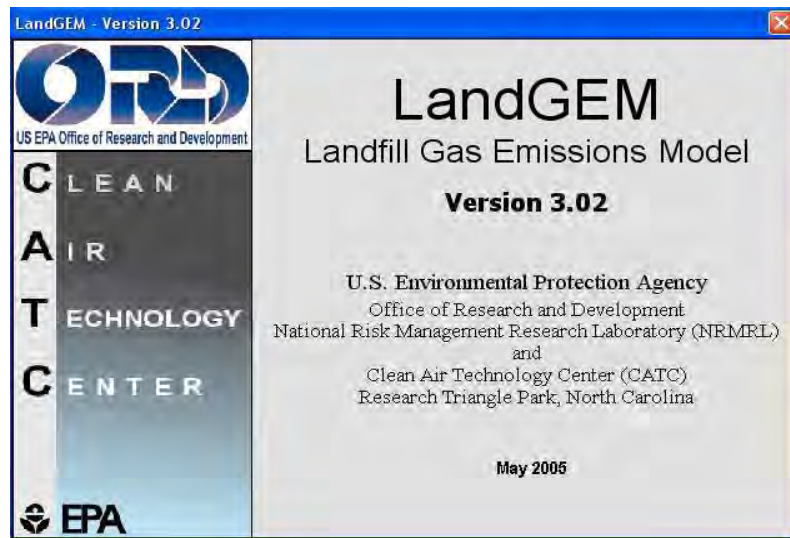 LandGEM - Version 3.02
ORD
US EPA Office of Research and Development
CLEAN
AIR
TECHNOLOGY
CENTER
EPA
LandGEM
Landfill Gas Emissions Model
Version 3.02
U.S. Environmental Protection Agency
Office of Research and Development
National Risk Management Research Laboratory (NRMRL)
and
Clean Air Technology Center (CATC)
Research Triangle Park, North Carolina
May 2005